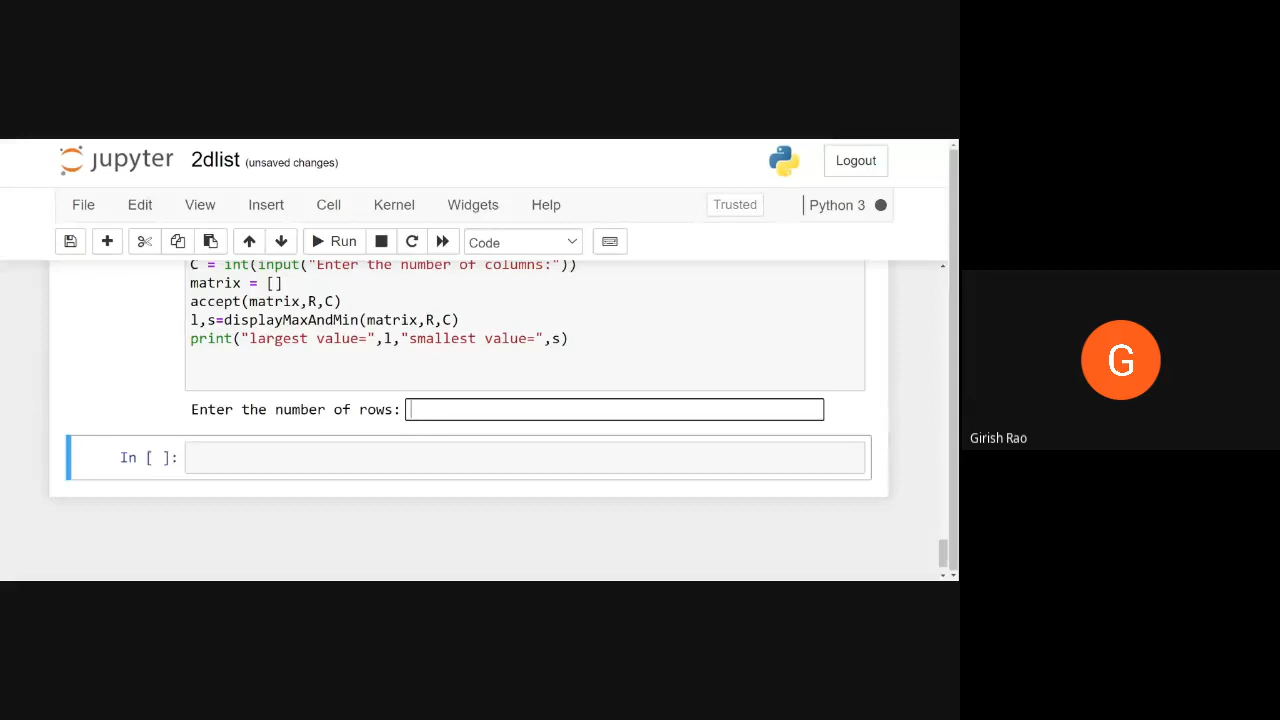 jupyter 2dlist (unsaved changes) Logout
File Edit View Insert Cell Kernel Widgets Help Trusted Python 3
Run Code
C = int(input("Enter the number of columns:"))
matrix = []
accept(matrix,R,C)
l,s=displayMaxAndMin(matrix,R,C)
print("largest value=",l,"smallest value=",s)
Enter the number of rows:
In [ ]:
G
Girish Rao